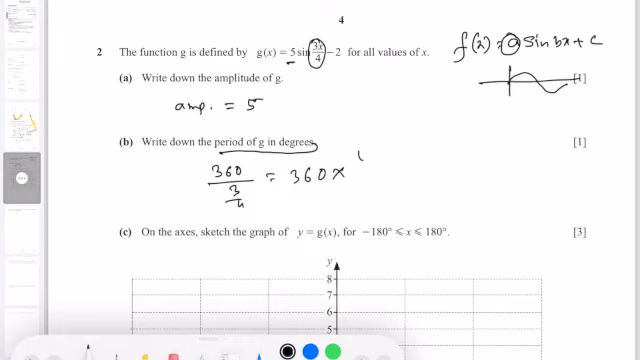 4
2 The function g is defined by g(x) = 5 sin 3x/4 − 2 for all values of x.
f(x) = a sin bx + c
(a) Write down the amplitude of g.
[1]
amp. = 5
(b) Write down the period of g in degrees.
[1]
360 / 3/4 = 360 ×
(c) On the axes, sketch the graph of y = g(x), for −180° ⩽ x ⩽ 180°.
[3]
y
8
7
6
5